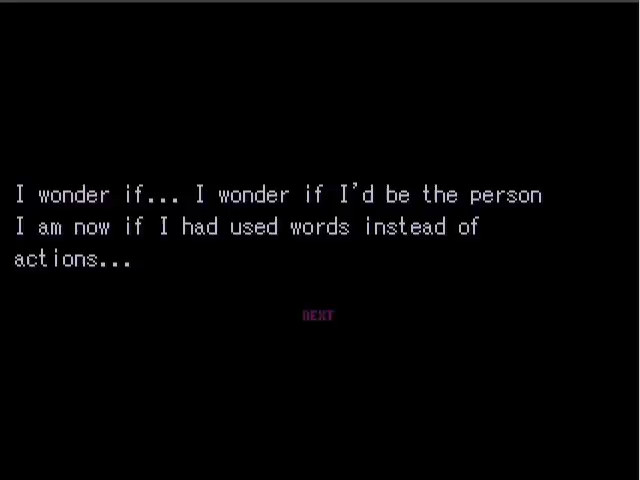 I wonder if... I wonder if I'd be the person
I am now if I had used words instead of
actions...
NEXT